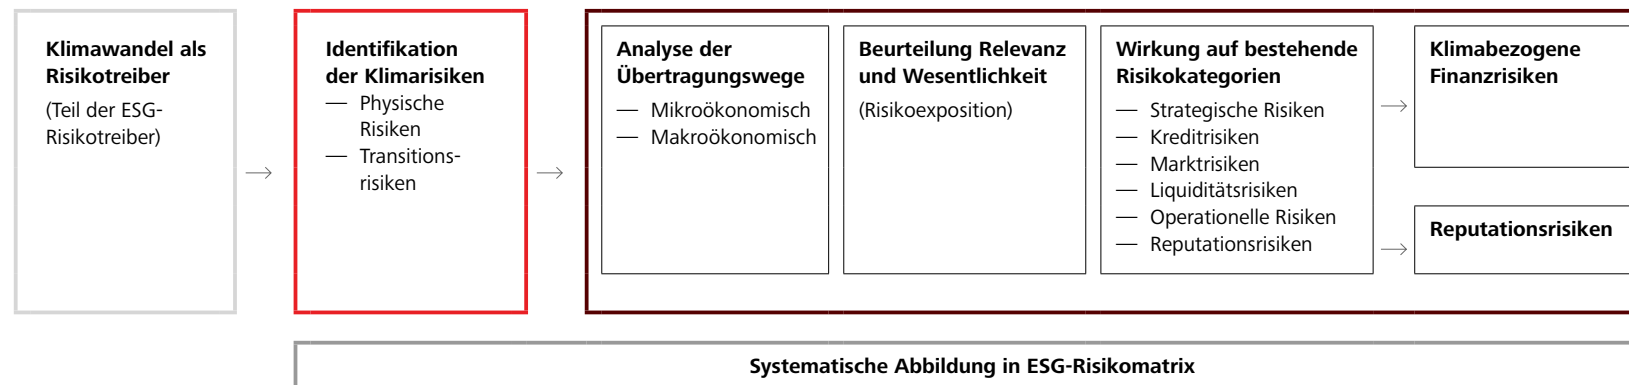 Klimawandel als
Risikotreiber
(Teil der ESG-
Risikotreiber)
→
Identifikation
der Klimarisiken
— Physische
Risiken
— Transitions-
risiken
→
Analyse der
Übertragungswege
— Mikroökonomisch
— Makroökonomisch
Beurteilung Relevanz
und Wesentlichkeit
(Risikoexposition)
Wirkung auf bestehende
Risikokategorien
— Strategische Risiken
— Kreditrisiken
— Marktrisiken
— Liquiditätsrisiken
— Operationelle Risiken
— Reputationsrisiken
→
Klimabezogene
Finanzrisiken
→
Reputationsrisiken
Systematische Abbildung in ESG-Risikomatrix